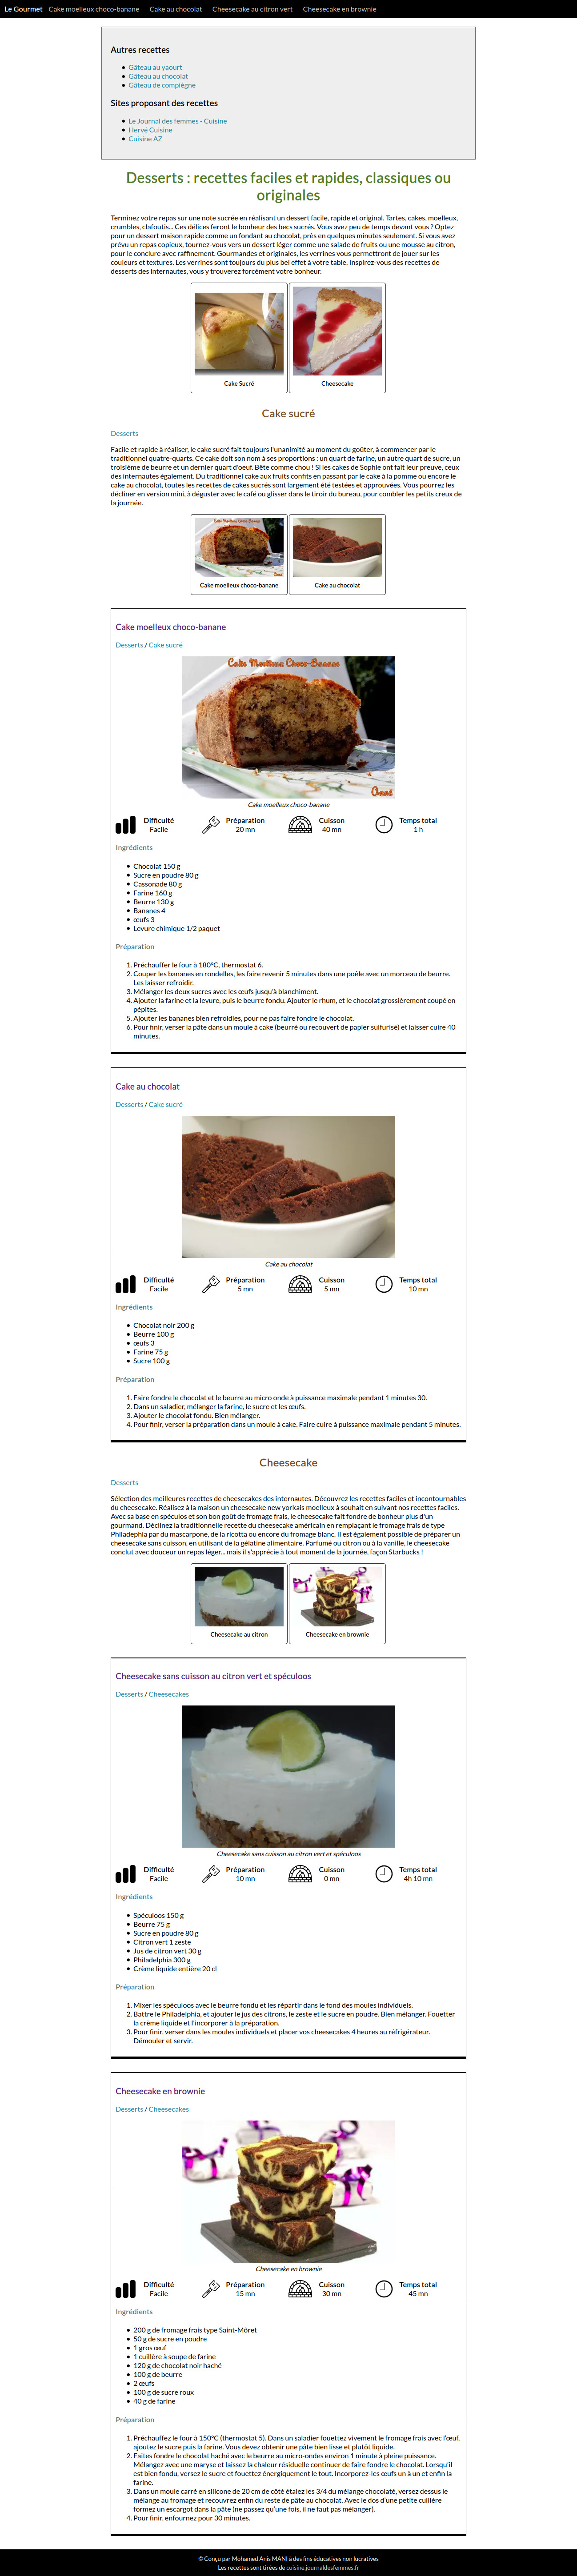 Le Gourmet Cake moelleux choco-banane Cake au chocolat Cheesecake au citron vert Cheesecake en brownie
Autres recettes
Gâteau au yaourt
Gâteau au chocolat
Gâteau de compiègne
Sites proposant des recettes
Le Journal des femmes - Cuisine
Hervé Cuisine
Cuisine AZ
Desserts : recettes faciles et rapides, classiques ou
originales
Terminez votre repas sur une note sucrée en réalisant un dessert facile, rapide et original. Tartes, cakes, moelleux,
crumbles, clafoutis... Ces délices feront le bonheur des becs sucrés. Vous avez peu de temps devant vous ? Optez
pour un dessert maison rapide comme un fondant au chocolat, près en quelques minutes seulement. Si vous avez
prévu un repas copieux, tournez-vous vers un dessert léger comme une salade de fruits ou une mousse au citron,
pour le conclure avec raffinement. Gourmandes et originales, les verrines vous permettront de jouer sur les
couleurs et textures. Les verrines sont toujours du plus bel effet à votre table. Inspirez-vous des recettes de
desserts des internautes, vous y trouverez forcément votre bonheur.
Cake Sucré
Cheesecake
Cake sucré
Desserts
Facile et rapide à réaliser, le cake sucré fait toujours l'unanimité au moment du goûter, à commencer par le
traditionnel quatre-quarts. Ce cake doit son nom à ses proportions : un quart de farine, un autre quart de sucre, un
troisième de beurre et un dernier quart d'oeuf. Bête comme chou ! Si les cakes de Sophie ont fait leur preuve, ceux
des internautes également. Du traditionnel cake aux fruits confits en passant par le cake à la pomme ou encore le
cake au chocolat, toutes les recettes de cakes sucrés sont largement été testées et approuvées. Vous pourrez les
décliner en version mini, à déguster avec le café ou glisser dans le tiroir du bureau, pour combler les petits creux de
la journée.
Cake Moelleux Choco-Banane
Cake moelleux choco-banane
Cake au chocolat
Cake moelleux choco-banane
Desserts / Cake sucré
Cake Moelleux Choco-Banane
Cake moelleux choco-banane
Difficulté Préparation Cuisson Temps total
Facile 20 mn 40 mn 1 h
Ingrédients
Chocolat 150 g
Sucre en poudre 80 g
Cassonade 80 g
Farine 160 g
Beurre 130 g
Bananes 4
œufs 3
Levure chimique 1/2 paquet
Préparation
1. Préchauffer le four à 180°C, thermostat 6.
2. Couper les bananes en rondelles, les faire revenir 5 minutes dans une poêle avec un morceau de beurre.
Les laisser refroidir.
3. Mélanger les deux sucres avec les œufs jusqu'à blanchiment.
4. Ajouter la farine et la levure, puis le beurre fondu. Ajouter le rhum, et le chocolat grossièrement coupé en
pépites.
5. Ajouter les bananes bien refroidies, pour ne pas faire fondre le chocolat.
6. Pour finir, verser la pâte dans un moule à cake (beurré ou recouvert de papier sulfurisé) et laisser cuire 40
minutes.
Cake au chocolat
Desserts / Cake sucré
Cake au chocolat
Difficulté Préparation Cuisson Temps total
Facile 5 mn 5 mn 10 mn
Ingrédients
Chocolat noir 200 g
Beurre 100 g
œufs 3
Farine 75 g
Sucre 100 g
Préparation
1. Faire fondre le chocolat et le beurre au micro onde à puissance maximale pendant 1 minutes 30.
2. Dans un saladier, mélanger la farine, le sucre et les œufs.
3. Ajouter le chocolat fondu. Bien mélanger.
4. Pour finir, verser la préparation dans un moule à cake. Faire cuire à puissance maximale pendant 5 minutes.
Cheesecake
Desserts
Sélection des meilleures recettes de cheesecakes des internautes. Découvrez les recettes faciles et incontournables
du cheesecake. Réalisez à la maison un cheesecake new yorkais moelleux à souhait en suivant nos recettes faciles.
Avec sa base en spéculos et son bon goût de fromage frais, le cheesecake fait fondre de bonheur plus d'un
gourmand. Déclinez la traditionnelle recette du cheesecake américain en remplaçant le fromage frais de type
Philadephia par du mascarpone, de la ricotta ou encore du fromage blanc. Il est également possible de préparer un
cheesecake sans cuisson, en utilisant de la gélatine alimentaire. Parfumé ou citron ou à la vanille, le cheesecake
conclut avec douceur un repas léger... mais il s'apprécie à tout moment de la journée, façon Starbucks !
Cheesecake au citron
Cheesecake en brownie
Cheesecake sans cuisson au citron vert et spéculoos
Desserts / Cheesecakes
Cheesecake sans cuisson au citron vert et spéculoos
Difficulté Préparation Cuisson Temps total
Facile 10 mn 0 mn 4h 10 mn
Ingrédients
Spéculoos 150 g
Beurre 75 g
Sucre en poudre 80 g
Citron vert 1 zeste
Jus de citron vert 30 g
Philadelphia 300 g
Crème liquide entière 20 cl
Préparation
1. Mixer les spéculoos avec le beurre fondu et les répartir dans le fond des moules individuels.
2. Battre le Philadelphia, et ajouter le jus des citrons, le zeste et le sucre en poudre. Bien mélanger. Fouetter
la crème liquide et l'incorporer à la préparation.
3. Pour finir, verser dans les moules individuels et placer vos cheesecakes 4 heures au réfrigérateur.
Démouler et servir.
Cheesecake en brownie
Desserts / Cheesecakes
Cheesecake en brownie
Difficulté Préparation Cuisson Temps total
Facile 15 mn 30 mn 45 mn
Ingrédients
200 g de fromage frais type Saint-Môret
50 g de sucre en poudre
1 gros œuf
1 cuillère à soupe de farine
120 g de chocolat noir haché
100 g de beurre
2 œufs
100 g de sucre roux
40 g de farine
Préparation
1. Préchauffez le four à 150°C (thermostat 5). Dans un saladier fouettez vivement le fromage frais avec l'œuf,
ajoutez le sucre puis la farine. Vous devez obtenir une pâte bien lisse et plutôt liquide.
2. Faites fondre le chocolat haché avec le beurre au micro-ondes environ 1 minute à pleine puissance.
Mélangez avec une maryse et laissez la chaleur résiduelle continuer de faire fondre le chocolat. Lorsqu'il
est bien fondu, versez le sucre et fouettez énergiquement le tout. Incorporez-les œufs un à un et enfin la
farine.
3. Dans un moule carré en silicone de 20 cm de côté étalez les 3/4 du mélange chocolaté, versez dessus le
mélange au fromage et recouvrez enfin du reste de pâte au chocolat. Avec le dos d'une petite cuillère
formez un escargot dans la pâte (ne passez qu'une fois, il ne faut pas mélanger).
4. Pour finir, enfournez pour 30 minutes.
© Conçu par Mohamed Anis MANI à des fins éducatives non lucratives
Les recettes sont tirées de cuisine.journaldesfemmes.fr